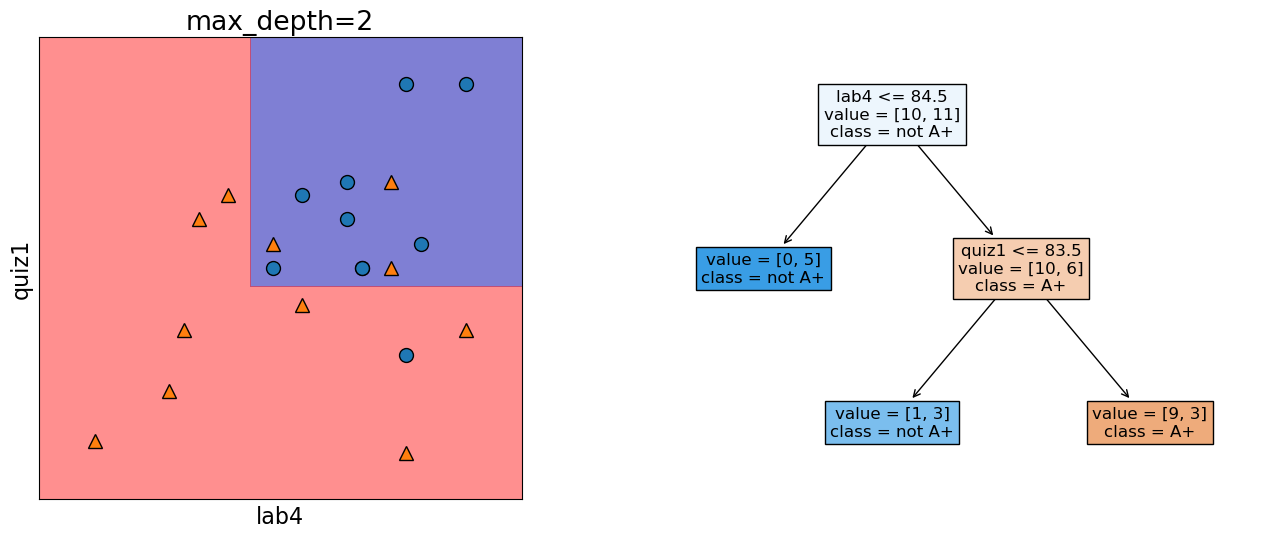 max_depth=2
quiz1
lab4
lab4 <= 84.5
value = [10, 11]
class = not A+
value = [0, 5]
class = not A+
quiz1 <= 83.5
value = [10, 6]
class = A+
value = [1, 3]
class = not A+
value = [9, 3]
class = A+